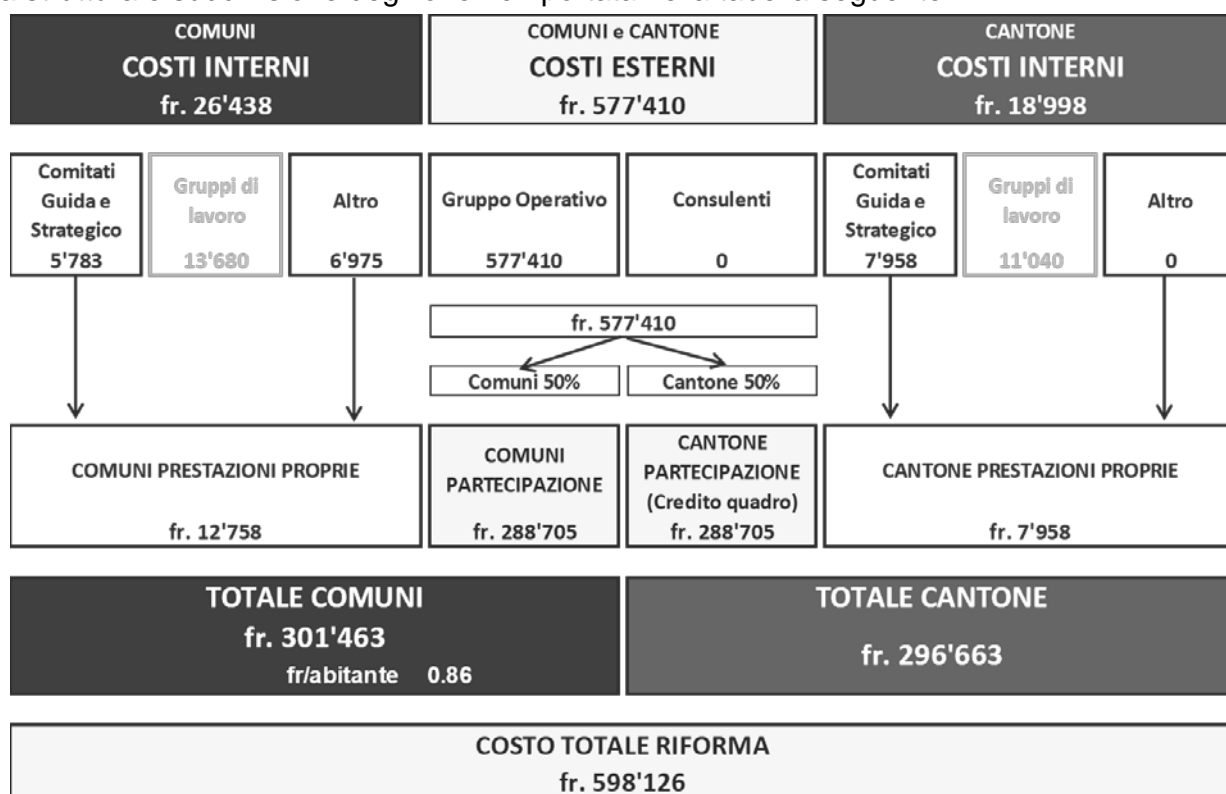 COMUNI
COSTI INTERNI
fr. 26'438
COMUNI e CANTONE
COSTI ESTERNI
fr. 577'410
CANTONE
COSTI INTERNI
fr. 18'998
Comitati
Guida e
Strategico
5'783
Gruppi di
lavoro
13'680
Altro
6'975
Gruppo Operativo
577'410
Consulenti
0
Comitati
Guida e
Strategico
7'958
Gruppi di
lavoro
11'040
Altro
0
fr. 577'410
Comuni 50%
Cantone 50%
COMUNI PRESTAZIONI PROPRIE
fr. 12'758
COMUNI
PARTECIPAZIONE
fr. 288'705
CANTONE
PARTECIPAZIONE
(Credito quadro)
fr. 288'705
CANTONE PRESTAZIONI PROPRIE
fr. 7'958
TOTALE COMUNI
fr. 301'463
fr/abitante 0.86
TOTALE CANTONE
fr. 296'663
COSTO TOTALE RIFORMA
fr. 598'126